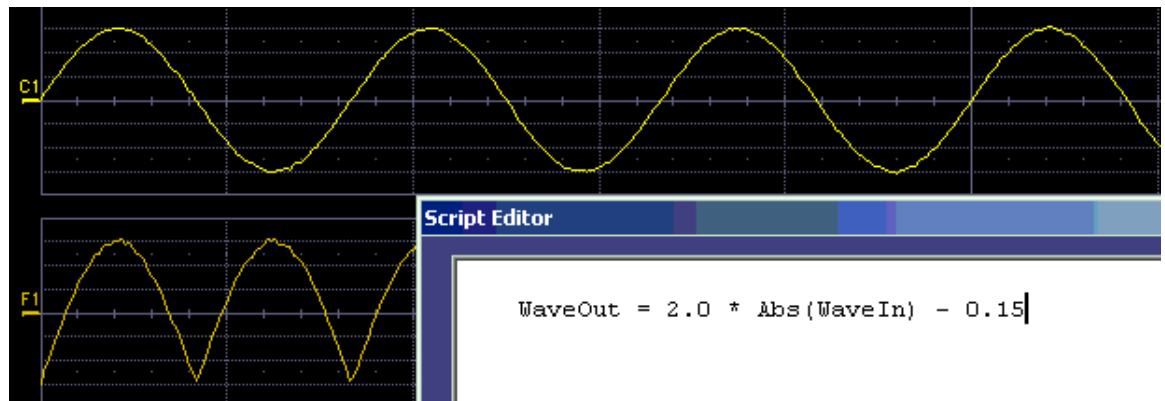 C1
F1
Script Editor
WaveOut = 2.0 * Abs(WaveIn) - 0.15